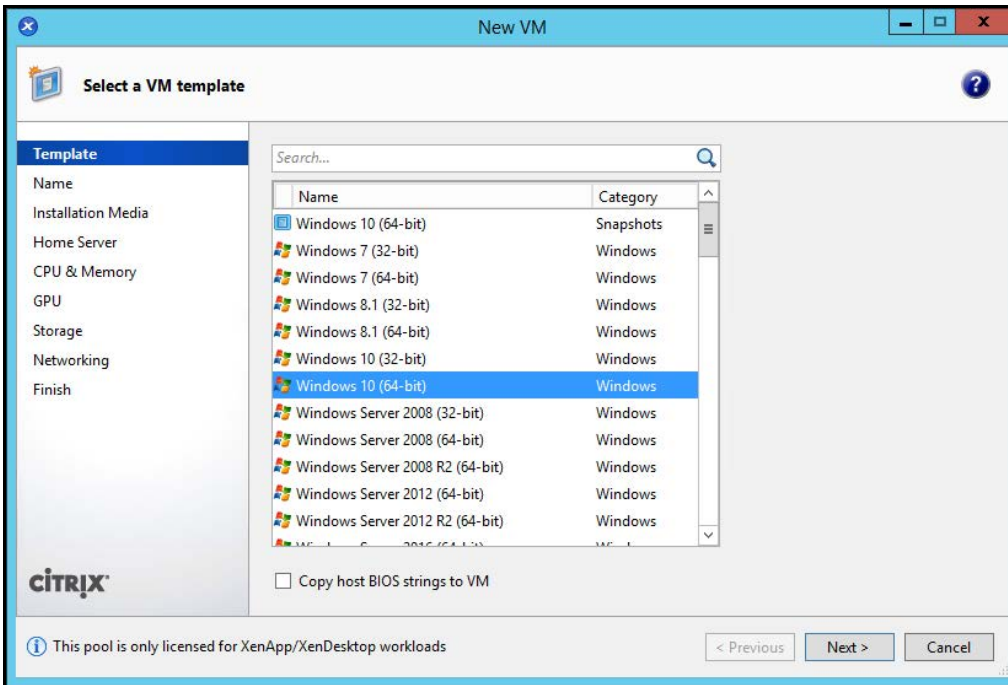 New VM
Select a VM template
Template
Name
Installation Media
Home Server
CPU & Memory
GPU
Storage
Networking
Finish
Search...
Name Category
Windows 10 (64-bit) Snapshots
Windows 7 (32-bit) Windows
Windows 7 (64-bit) Windows
Windows 8.1 (32-bit) Windows
Windows 8.1 (64-bit) Windows
Windows 10 (32-bit) Windows
Windows 10 (64-bit) Windows
Windows Server 2008 (32-bit) Windows
Windows Server 2008 (64-bit) Windows
Windows Server 2008 R2 (64-bit) Windows
Windows Server 2012 (64-bit) Windows
Windows Server 2012 R2 (64-bit) Windows
Copy host BIOS strings to VM
CITRIX
This pool is only licensed for XenApp/XenDesktop workloads
< Previous Next > Cancel